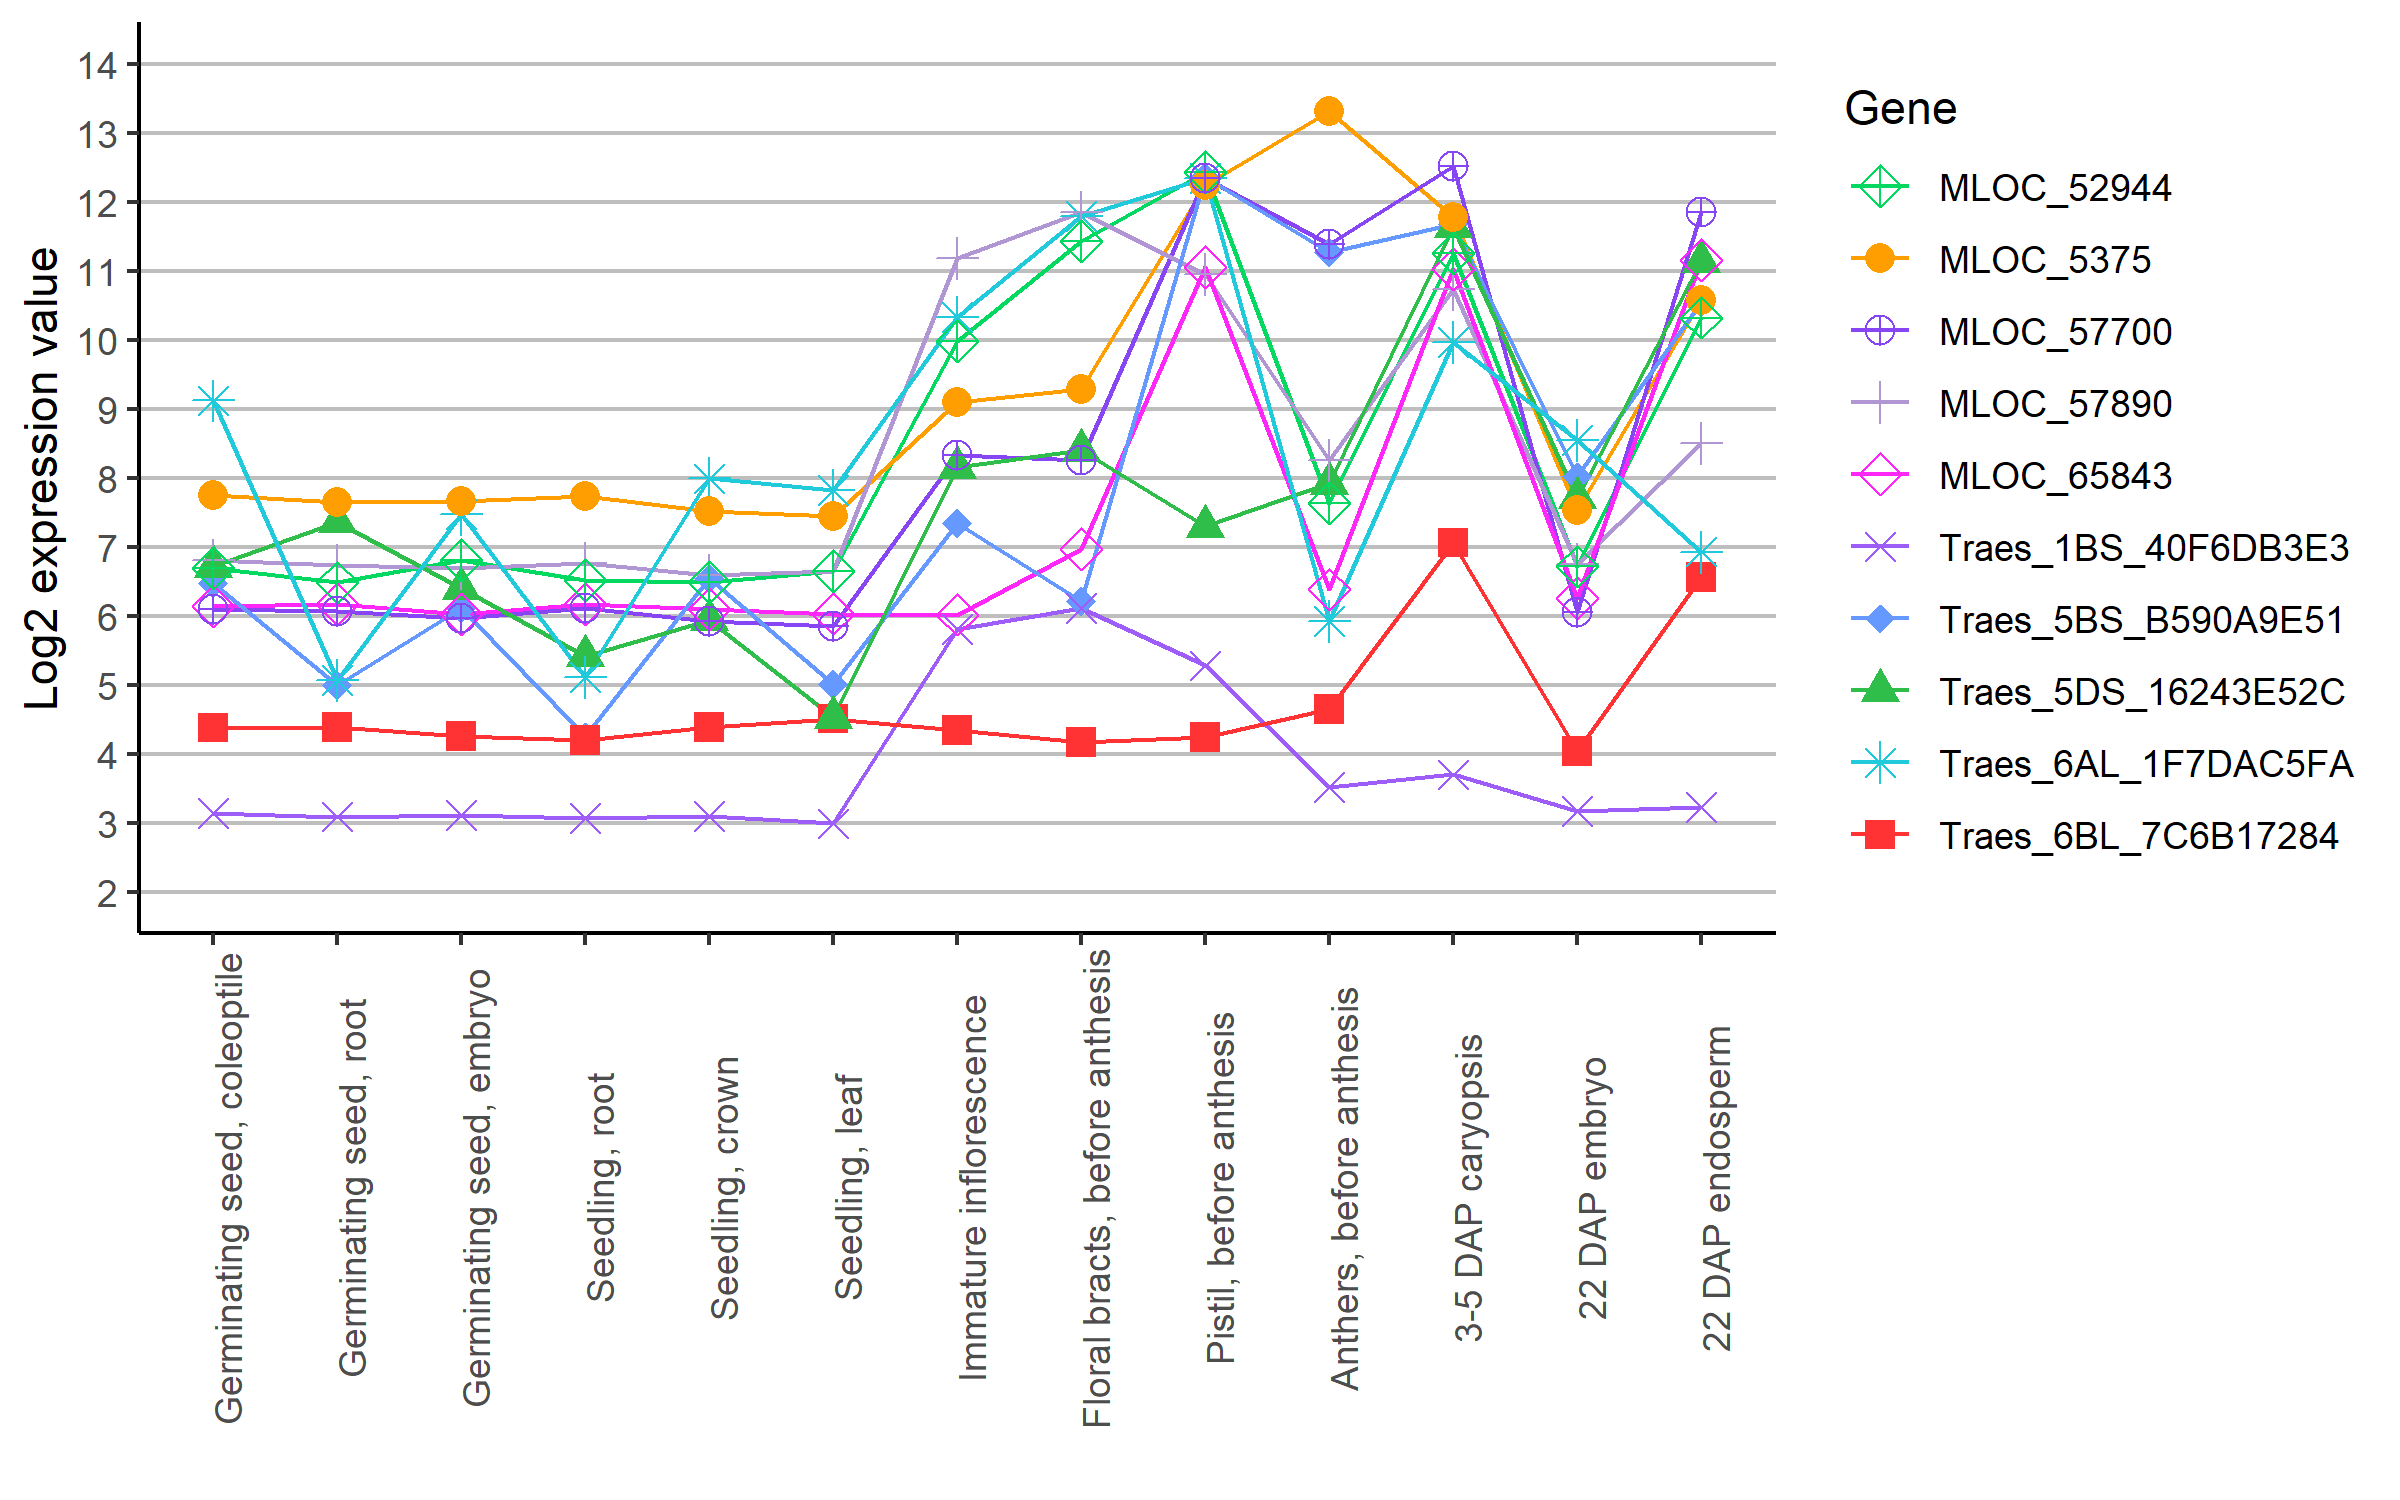 Log2 expression value
14
13
12
11
10
9
8
7
6
5
4
3
2
Germinating seed, coleoptile
Germinating seed, root
Germinating seed, embryo
Seedling, root
Seedling, crown
Seedling, leaf
Immature inflorescence
Floral bracts, before anthesis
Pistil, before anthesis
Anthers, before anthesis
3-5 DAP caryopsis
22 DAP embryo
22 DAP endosperm
Gene
MLOC_52944
MLOC_5375
MLOC_57700
MLOC_57890
MLOC_65843
Traes_1BS_40F6DB3E3
Traes_5BS_B590A9E51
Traes_5DS_16243E52C
Traes_6AL_1F7DAC5FA
Traes_6BL_7C6B17284